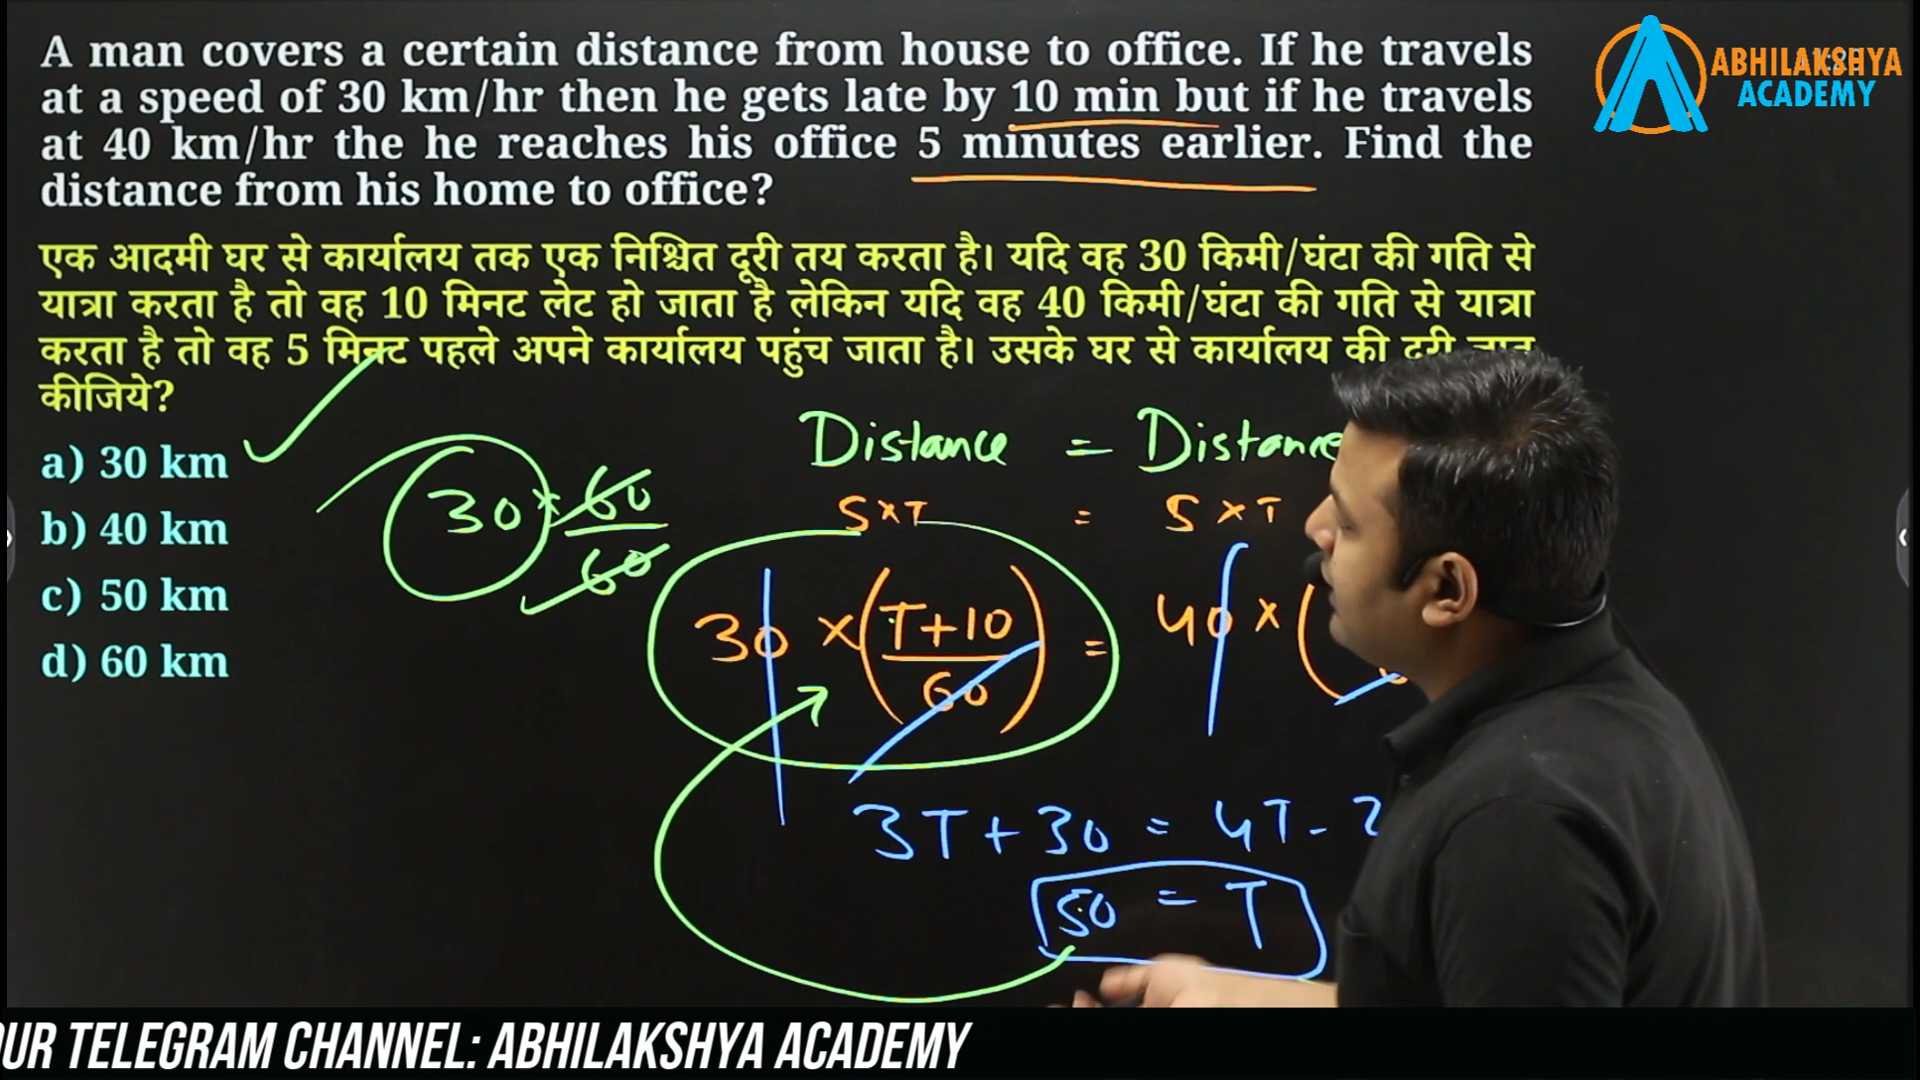 A man covers a certain distance from house to office. If he travels
at a speed of 30 km/hr then he gets late by 10 min but if he travels
at 40 km/hr the he reaches his office 5 minutes earlier. Find the
distance from his home to office?
ABHILAKSHYA
ACADEMY
एक आदमी घर से कार्यालय तक एक निश्चित दूरी तय करता है। यदि वह 30 किमी/घंटा की गति से
यात्रा करता है तो वह 10 मिनट लेट हो जाता है लेकिन यदि वह 40 किमी/घंटा की गति से यात्रा
करता है तो वह 5 मिनट पहले अपने कार्यालय पहुंच जाता है। उसके घर से कार्यालय की दूरी
कीजिये?
a) 30 km
b) 40 km
c) 50 km
d) 60 km
30 × 60
60
Distance = Distance
S×T = S×T
30 × (T+10) = 40 × (
60
3T + 30 = 4T - 2
50 = T
OUR TELEGRAM CHANNEL: ABHILAKSHYA ACADEMY